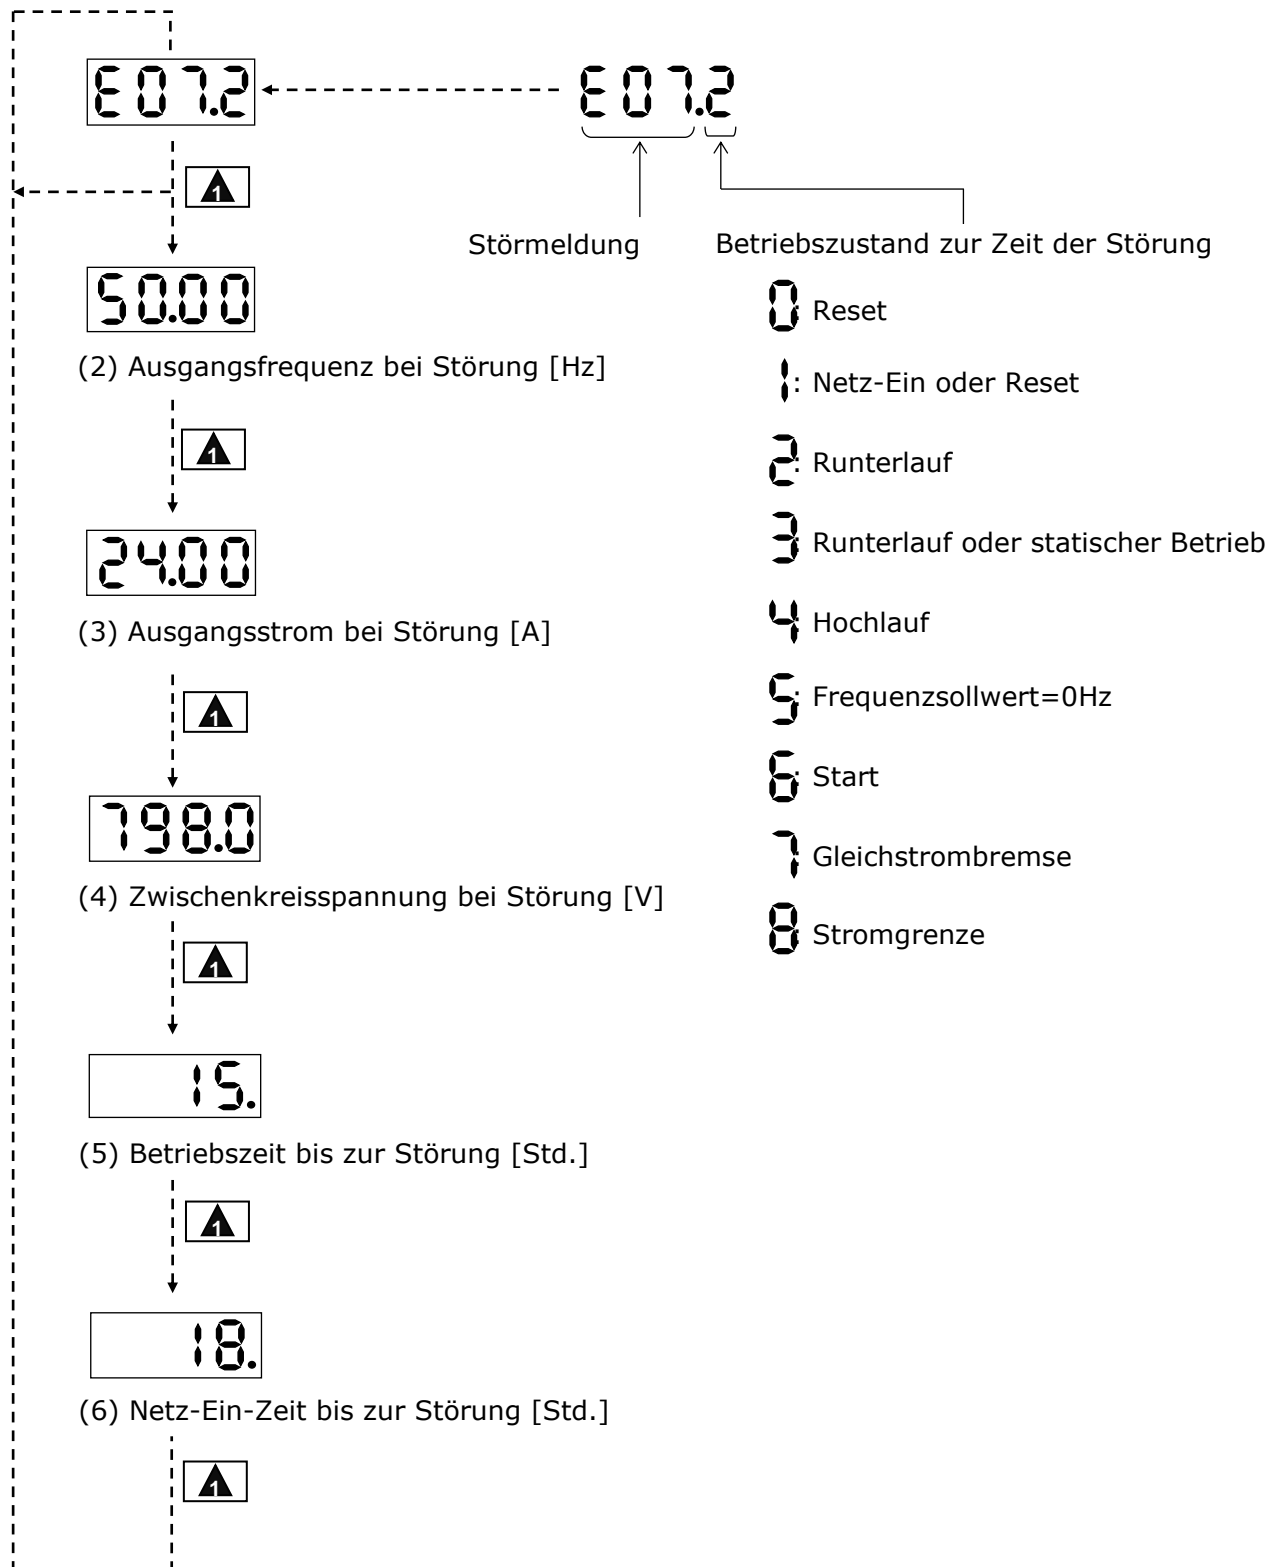 E07.2
E07.2
1
Störmeldung
Betriebszustand zur Zeit der Störung
50.00
0: Reset
(2) Ausgangsfrequenz bei Störung [Hz]
1: Netz-Ein oder Reset
1
2: Runterlauf
24.00
3: Runterlauf oder statischer Betrieb
(3) Ausgangsstrom bei Störung [A]
4: Hochlauf
1
5: Frequenzsollwert=0Hz
6: Start
798.0
7: Gleichstrombremse
(4) Zwischenkreisspannung bei Störung [V]
8: Stromgrenze
1
15.
(5) Betriebszeit bis zur Störung [Std.]
1
18.
(6) Netz-Ein-Zeit bis zur Störung [Std.]
1